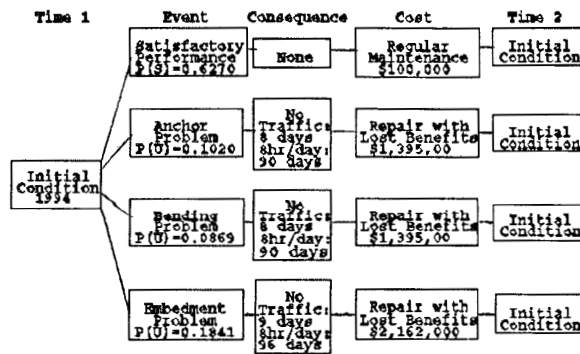 Time 1 Event Consequence Cost Time 2
Satisfactory
Performance
P(S)=0.6270
None
Regular
Maintenance
$100,000
Initial
Condition
Anchor
Problem
P(U)=0.1020
No
Traffic:
8 days
8hr/day:
90 days
Repair with
Lost Benefits
$1,395,00
Initial
Condition
Initial
Condition
1994
Bending
Problem
P(U)=0.0869
No
Traffic:
8 days
8hr/day:
90 days
Repair with
Lost Benefits
$1,395,00
Initial
Condition
Embedment
Problem
P(U)=0.1841
No
Traffic:
9 days
8hr/day:
96 days
Repair with
Lost Benefits
$2,162,000
Initial
Condition